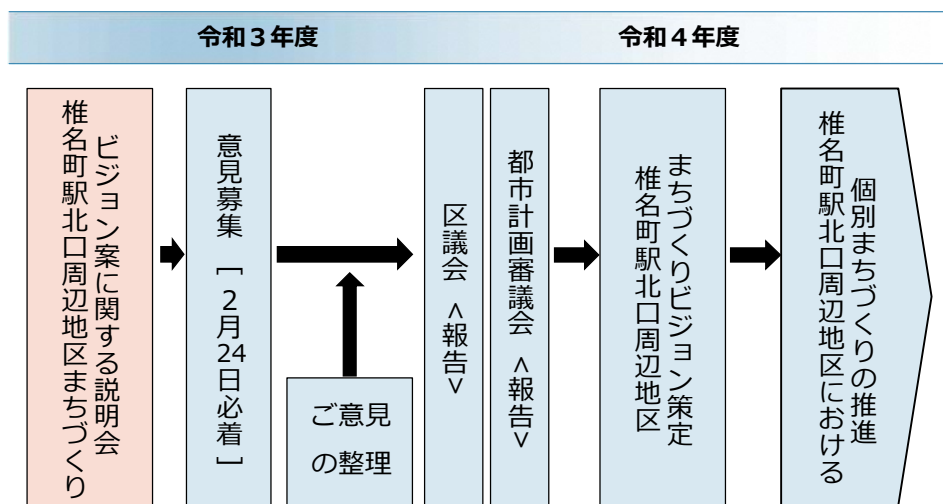 令和３年度
令和４年度
椎名町駅北口周辺地区まちづくり
ビジョン案に関する説明会
意見募集 [ 2月24日必着 ]
ご意見
の整理
区議会 <報告>
都市計画審議会 <報告>
椎名町駅北口周辺地区
まちづくりビジョン策定
椎名町駅北口周辺地区における
個別まちづくりの推進